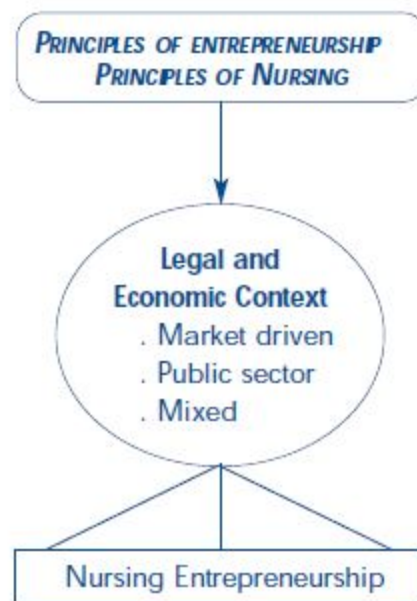 PRINCIPLES OF ENTREPRENEURSHIP
PRINCIPLES OF NURSING
Legal and
Economic Context
. Market driven
. Public sector
. Mixed
Nursing Entrepreneurship